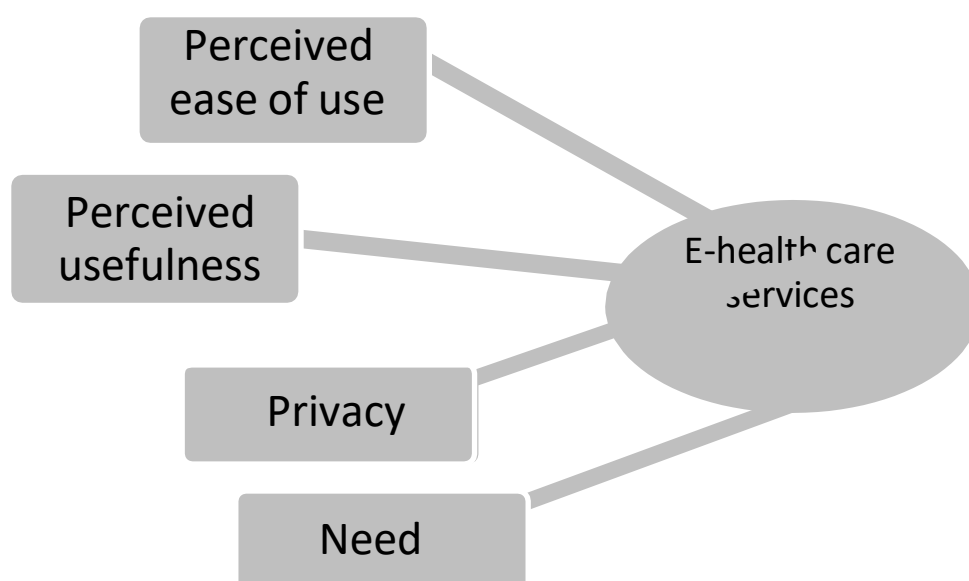 Perceived
ease of use
Perceived
usefulness
E-health care
services
Privacy
Need